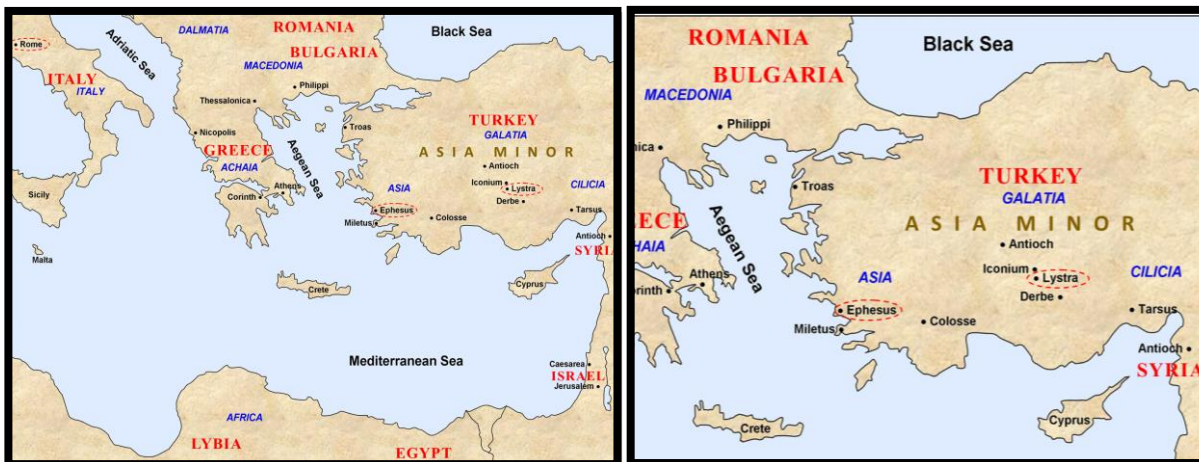 DALMATIA
ROMANIA
Black Sea
Rome
Adriatic Sea
BULGARIA
MACEDONIA
ITALY
ITALY
Philippi
Thessalonica
Troas
TURKEY
Nicopolis
GALATIA
GREECE
ASIA MINOR
Aegean Sea
ACHAIA
Antioch
Iconium
Lystra
CILICIA
Sicily
Athens
ASIA
Corinth
Derbe
Ephesus
Tarsus
Miletus
Colosse
Antioch
SYRIA
Malta
Cyprus
Crete
Mediterranean Sea
Caesarea
ISRAEL
Jerusalem
AFRICA
LYBIA
EGYPT
ROMANIA
Black Sea
BULGARIA
MACEDONIA
Philippi
nica
Troas
TURKEY
GALATIA
Aegean Sea
ECE
ASIA MINOR
HAIA
Antioch
Athens
Iconium
ASIA
CILICIA
Lystra
orinth
Derbe
Ephesus
Tarsus
Miletus
Colosse
Antioch
SYRIA
Cyprus
Crete